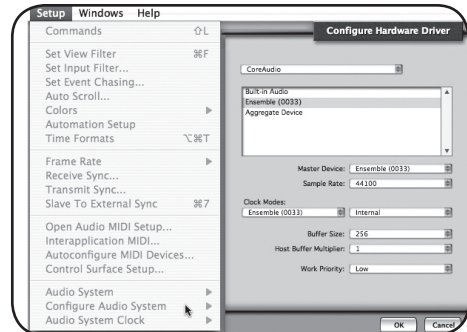 Setup Windows Help
Commands ⇧L
Set View Filter ⌘F
Set Input Filter...
Set Event Chasing...
Auto Scroll...
Colors
Automation Setup
Time Formats ⌥⌘T
Frame Rate
Receive Sync...
Transmit Sync...
Slave To External Sync ⌘7
Open Audio MIDI Setup...
Interapplication MIDI...
Autoconfigure MIDI Devices...
Control Surface Setup...
Audio System
Configure Audio System
Audio System Clock
Configure Hardware Driver
CoreAudio
Built-in Audio
Ensemble (0033)
Aggregate Device
Master Device: Ensemble (0033)
Sample Rate: 44100
Clock Modes:
Ensemble (0033) Internal
Buffer Size: 256
Host Buffer Multiplier: 1
Work Priority: Low
OK Cancel